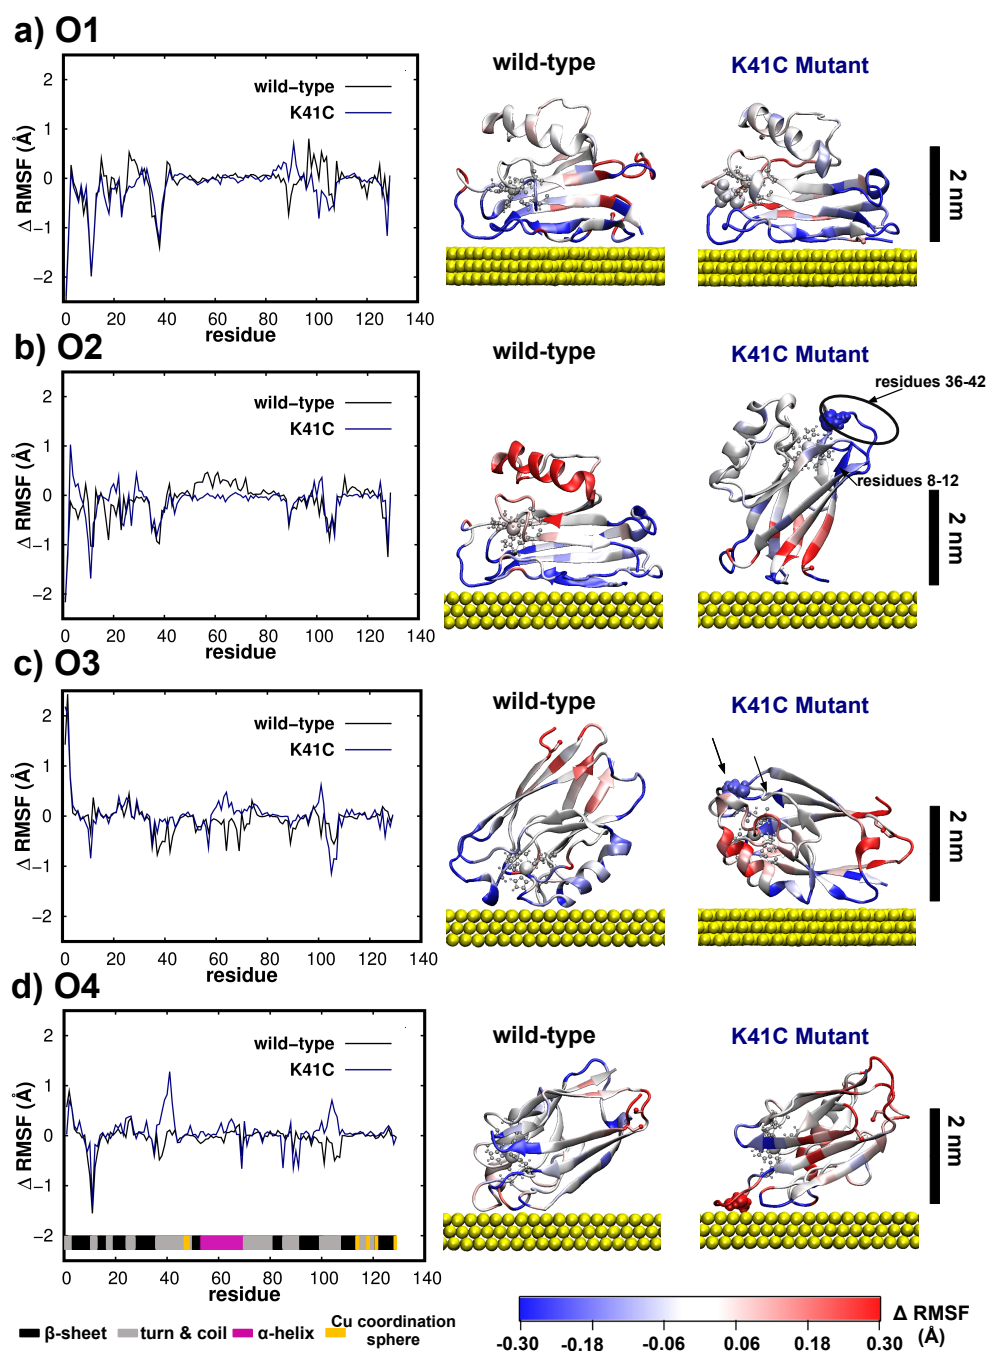 a) O1
wild-type
K41C Mutant
wild-type
K41C
2
1
0
-1
-2
Δ RMSF (Å)
0 20 40 60 80 100 120 140
residue
2 nm
b) O2
wild-type
K41C Mutant
wild-type
K41C
2
1
0
-1
-2
Δ RMSF (Å)
0 20 40 60 80 100 120 140
residue
residues 36-42
residues 8-12
2 nm
c) O3
wild-type
K41C Mutant
wild-type
K41C
2
1
0
-1
-2
Δ RMSF (Å)
0 20 40 60 80 100 120 140
residue
2 nm
d) O4
wild-type
K41C Mutant
wild-type
K41C
2
1
0
-1
-2
Δ RMSF (Å)
0 20 40 60 80 100 120 140
residue
2 nm
β-sheet turn & coil α-helix Cu coordination
sphere
-0.30 -0.18 -0.06 0.06 0.18 0.30
Δ RMSF
(Å)